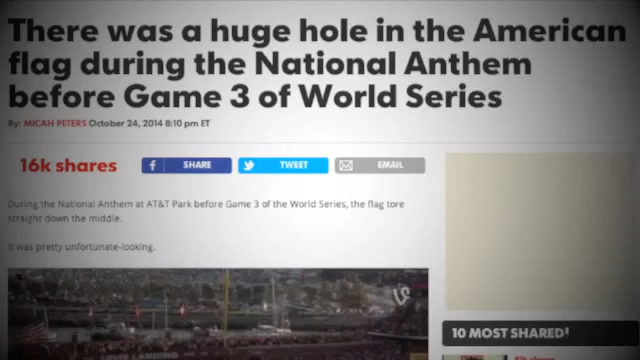 There was a huge hole in the American
flag during the National Anthem
before Game 3 of World Series
By: MICAH PETERS October 24, 2014 8:10 pm ET
16k shares
f SHARE
TWEET
EMAIL
During the National Anthem at AT&T Park before Game 3 of the World Series, the flag tore
straight down the middle.
It was pretty unfortunate-looking.
LANDING
10 MOST SHARED!